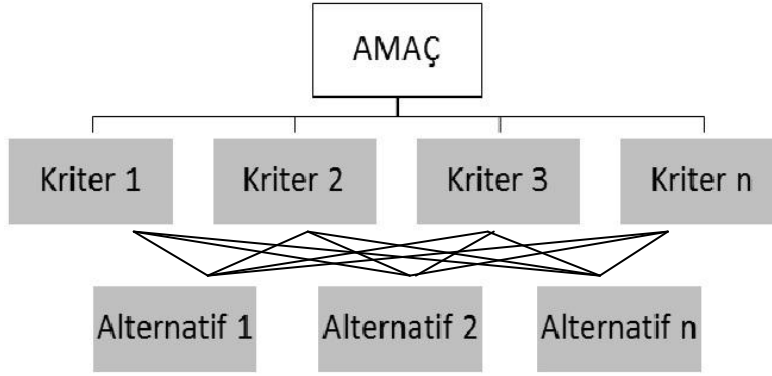 AMAÇ
Kriter 1
Kriter 2
Kriter 3
Kriter n
Alternatif 1
Alternatif 2
Alternatif n